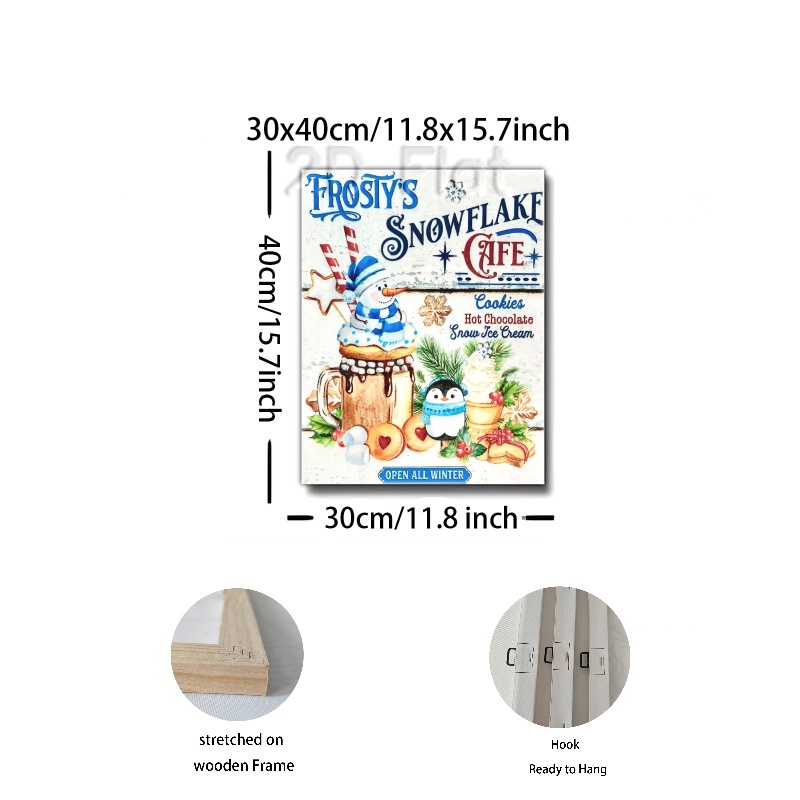 30x40cm/11.8x15.7inch
2D Flat
40cm/15.7inch
FROSTY'S
SNOWFLAKE
CAFE
Cookies
Hot Chocolate
Snow Ice Cream
OPEN ALL WINTER
30cm/11.8 inch
stretched on
wooden Frame
Hook
Ready to Hang